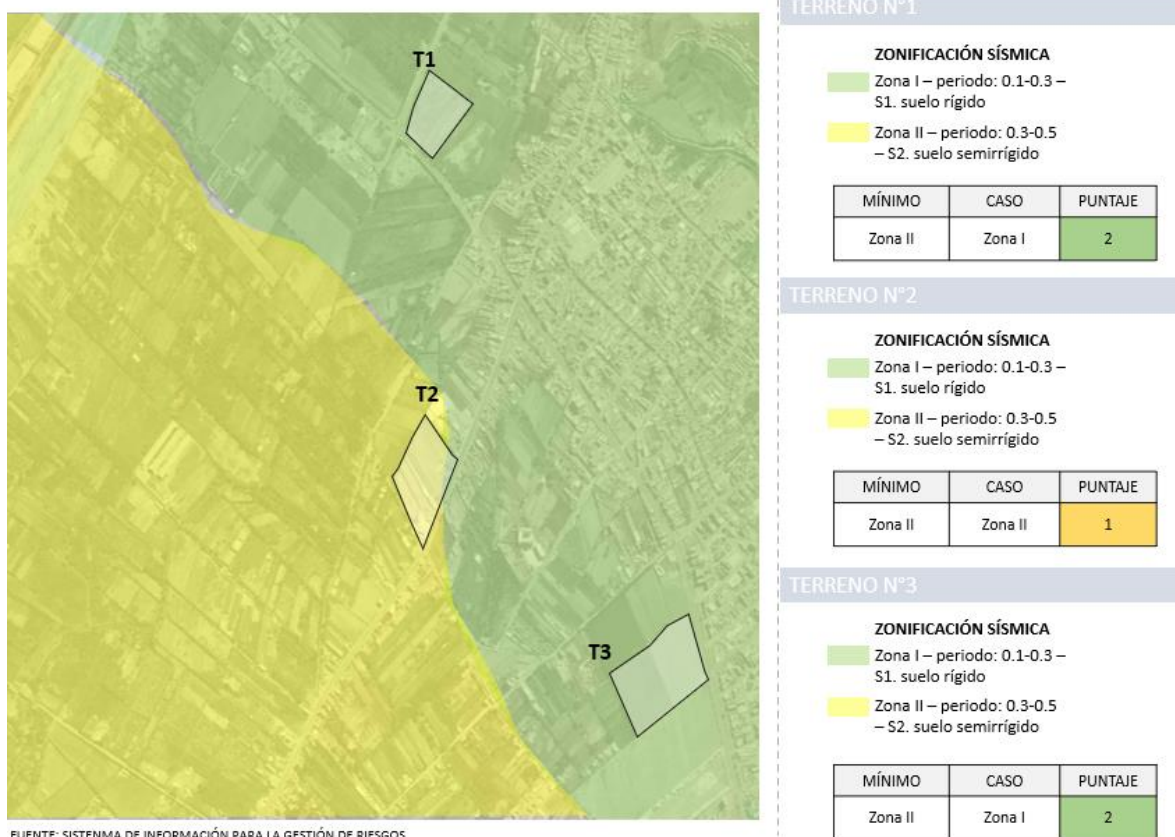 T1
T2
T3
FUENTE: SISTENMA DE INFORMACIÓN PARA LA GESTIÓN DE RIESGOS
TERRENO N°1
ZONIFICACIÓN SÍSMICA
Zona I – periodo: 0.1-0.3 –
S1. suelo rígido
Zona II – periodo: 0.3-0.5
– S2. suelo semirrígido
MÍNIMO CASO PUNTAJE
Zona II Zona I 2
TERRENO N°2
ZONIFICACIÓN SÍSMICA
Zona I – periodo: 0.1-0.3 –
S1. suelo rígido
Zona II – periodo: 0.3-0.5
– S2. suelo semirrígido
MÍNIMO CASO PUNTAJE
Zona II Zona II 1
TERRENO N°3
ZONIFICACIÓN SÍSMICA
Zona I – periodo: 0.1-0.3 –
S1. suelo rígido
Zona II – periodo: 0.3-0.5
– S2. suelo semirrígido
MÍNIMO CASO PUNTAJE
Zona II Zona I 2